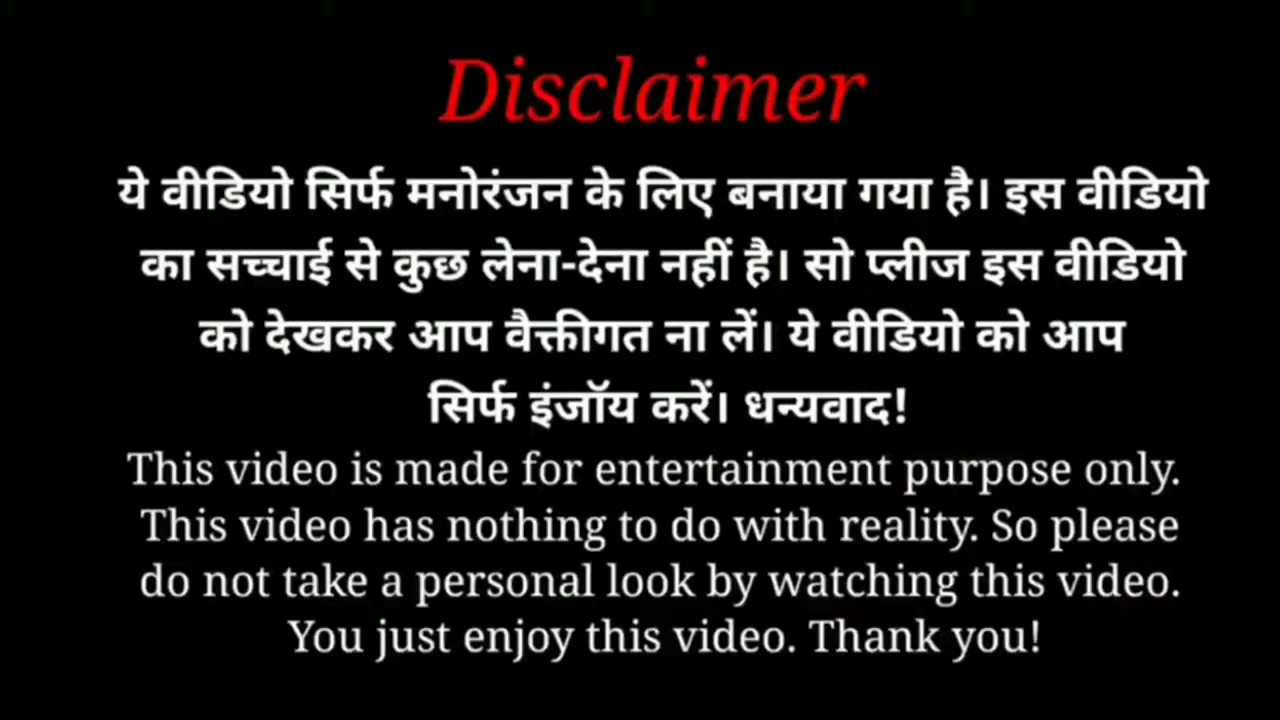 Disclaimer
ये वीडियो सिर्फ मनोरंजन के लिए बनाया गया है। इस वीडियो
का सच्चाई से कुछ लेना-देना नहीं है। सो प्लीज इस वीडियो
को देखकर आप वैक्तीगत ना लें। ये वीडियो को आप
सिर्फ इंजॉय करें। धन्यवाद!
This video is made for entertainment purpose only.
This video has nothing to do with reality. So please
do not take a personal look by watching this video.
You just enjoy this video. Thank you!